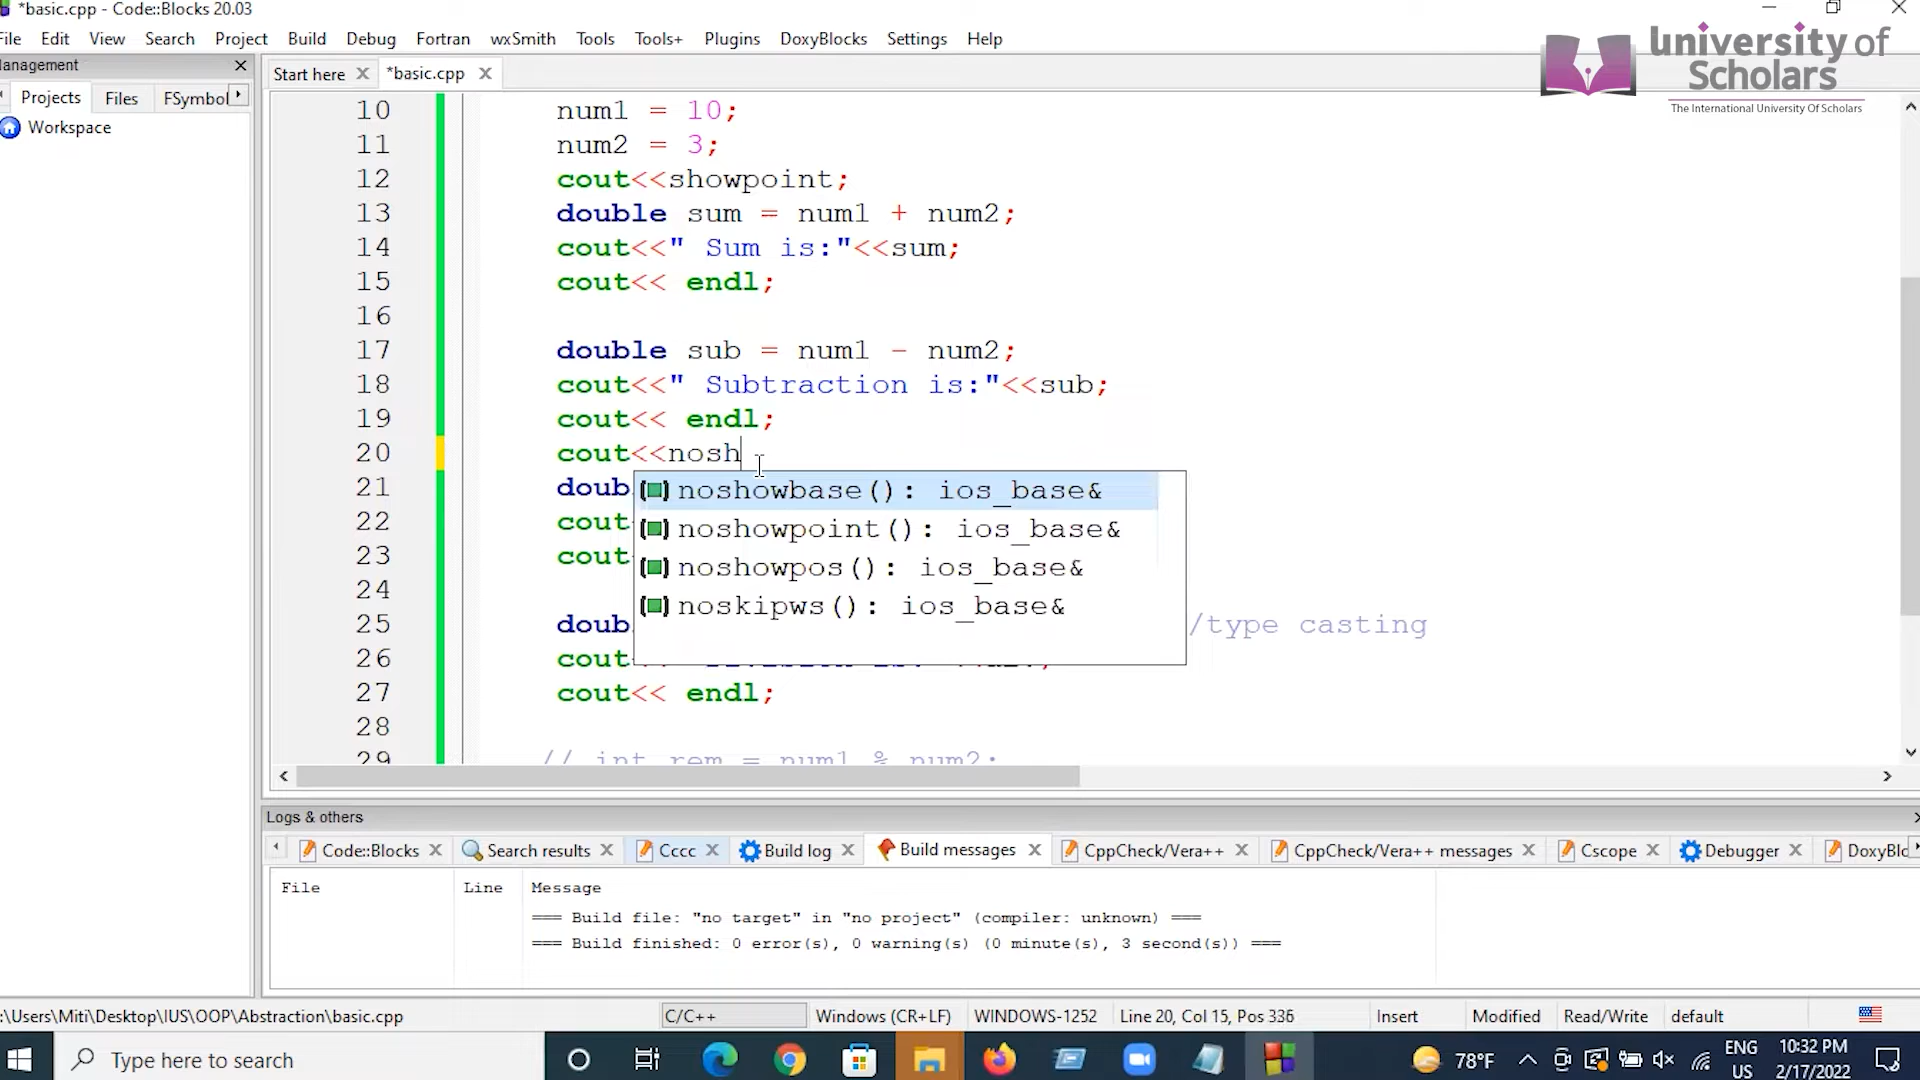 *basic.cpp - Code::Blocks 20.03
File Edit View Search Project Build Debug Fortran wxSmith Tools Tools+ Plugins DoxyBlocks Settings Help
University of
Scholars
The International University Of Scholars
Management
Projects Files FSymbol
Workspace
Start here *basic.cpp
10 num1 = 10;
11 num2 = 3;
12 cout<<showpoint;
13 double sum = num1 + num2;
14 cout<<" Sum is:"<<sum;
15 cout<< endl;
16
17 double sub = num1 - num2;
18 cout<<" Subtraction is:"<<sub;
19 cout<< endl;
20 cout<<nosh
noshowbase(): ios_base&
noshowpoint(): ios_base&
noshowpos(): ios_base&
noskipws(): ios_base&
21 doub
22 cout
23 cout
24
25 doub /type casting
26 cout
27 cout<< endl;
28
29 // int rem = num1 % num2;
Logs & others
Code::Blocks Search results Cccc Build log Build messages CppCheck/Vera++ CppCheck/Vera++ messages Cscope Debugger DoxyBlo
File Line Message
=== Build file: "no target" in "no project" (compiler: unknown) ===
=== Build finished: 0 error(s), 0 warning(s) (0 minute(s), 3 second(s)) ===
:\Users\Miti\Desktop\IUS\OOP\Abstraction\basic.cpp C/C++ Windows (CR+LF) WINDOWS-1252 Line 20, Col 15, Pos 336 Insert Modified Read/Write default
Type here to search
78°F
ENG
US
10:32 PM
2/17/2022